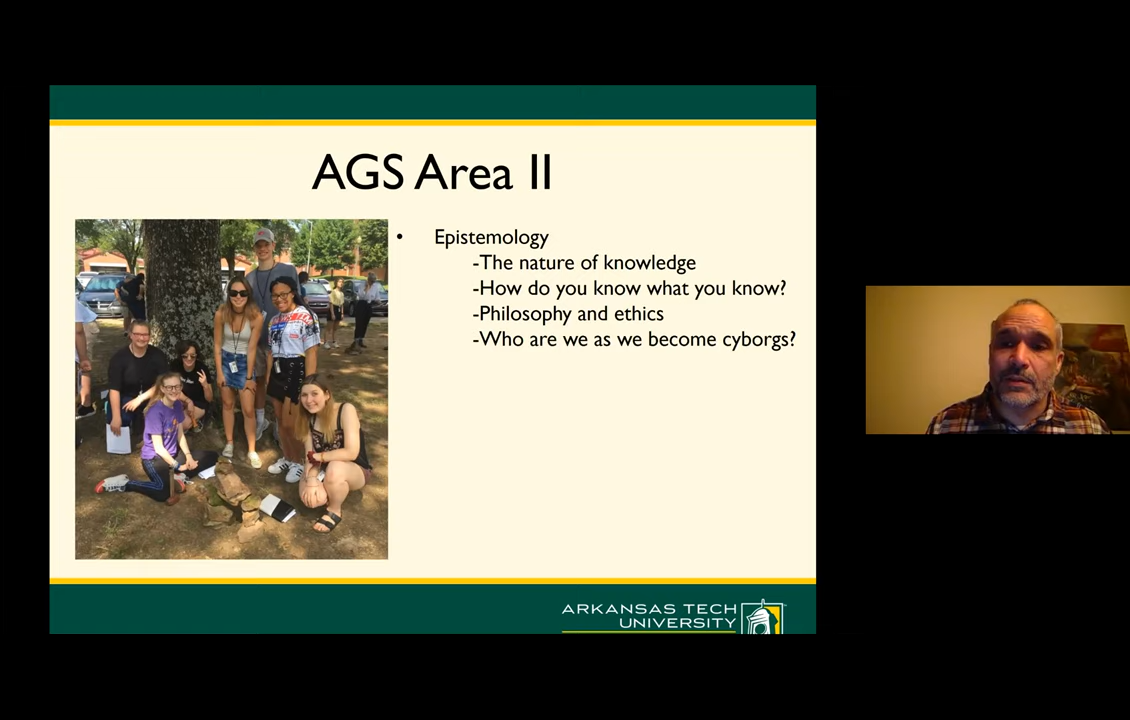 AGS Area II
• Epistemology
-The nature of knowledge
-How do you know what you know?
-Philosophy and ethics
-Who are we as we become cyborgs?
ARKANSAS TECH
UNIVERSITY